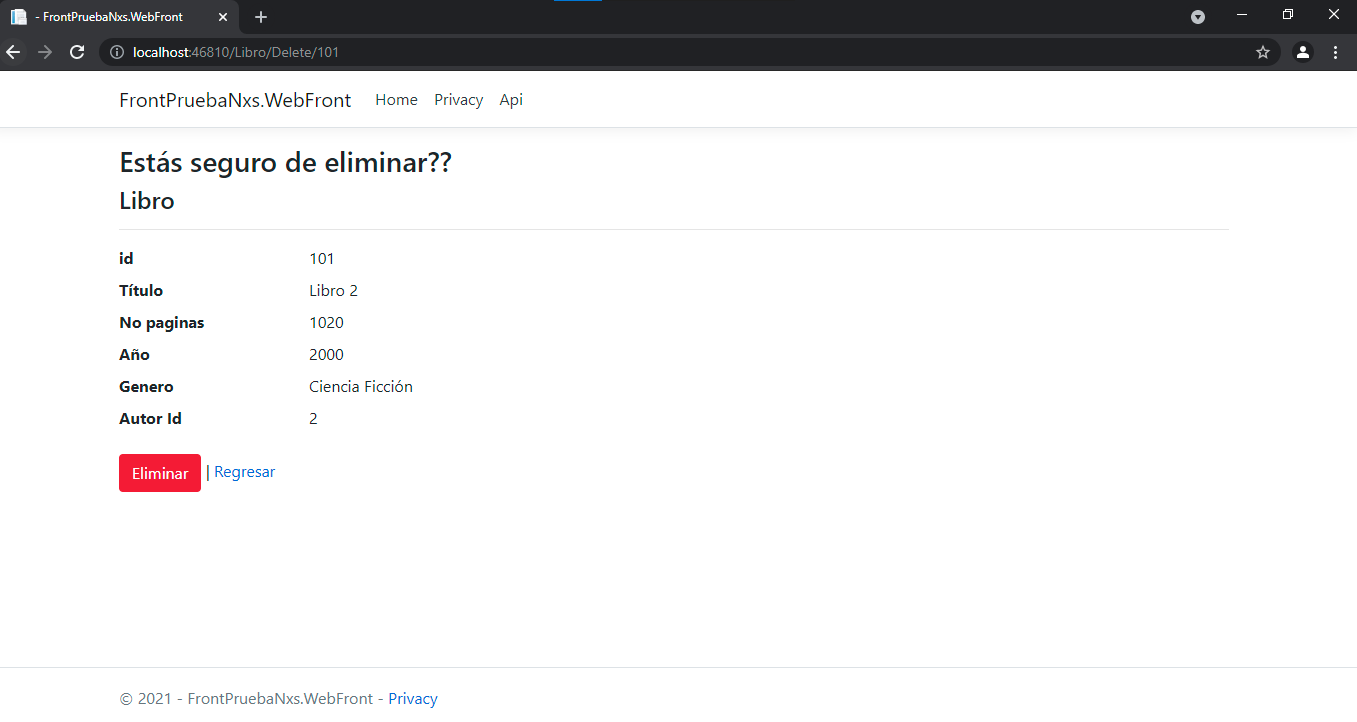 - FrontPruebaNxs.WebFront
localhost:46810/Libro/Delete/101
FrontPruebaNxs.WebFront Home Privacy Api
Estás seguro de eliminar??
Libro
id 101
Título Libro 2
No paginas 1020
Año 2000
Genero Ciencia Ficción
Autor Id 2
Eliminar | Regresar
© 2021 - FrontPruebaNxs.WebFront - Privacy